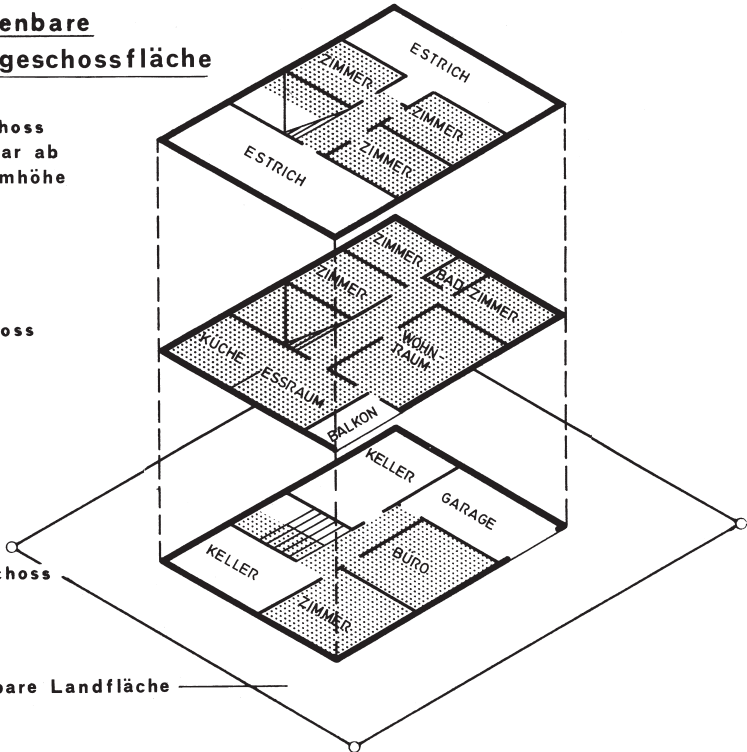 enbare
geschossfläche
hoss
ar ab
mhöhe
ESTRICH
ZIMMER
ZIMMER
ZIMMER
ESTRICH
ZIMMER
BAD
ZIMMER
ZIMMER
WOHN
RAUM
KÜCHE
ESSRAUM
BALKON
oss
KELLER
GARAGE
BÜRO
KELLER
ZIMMER
choss
bare Landfläche